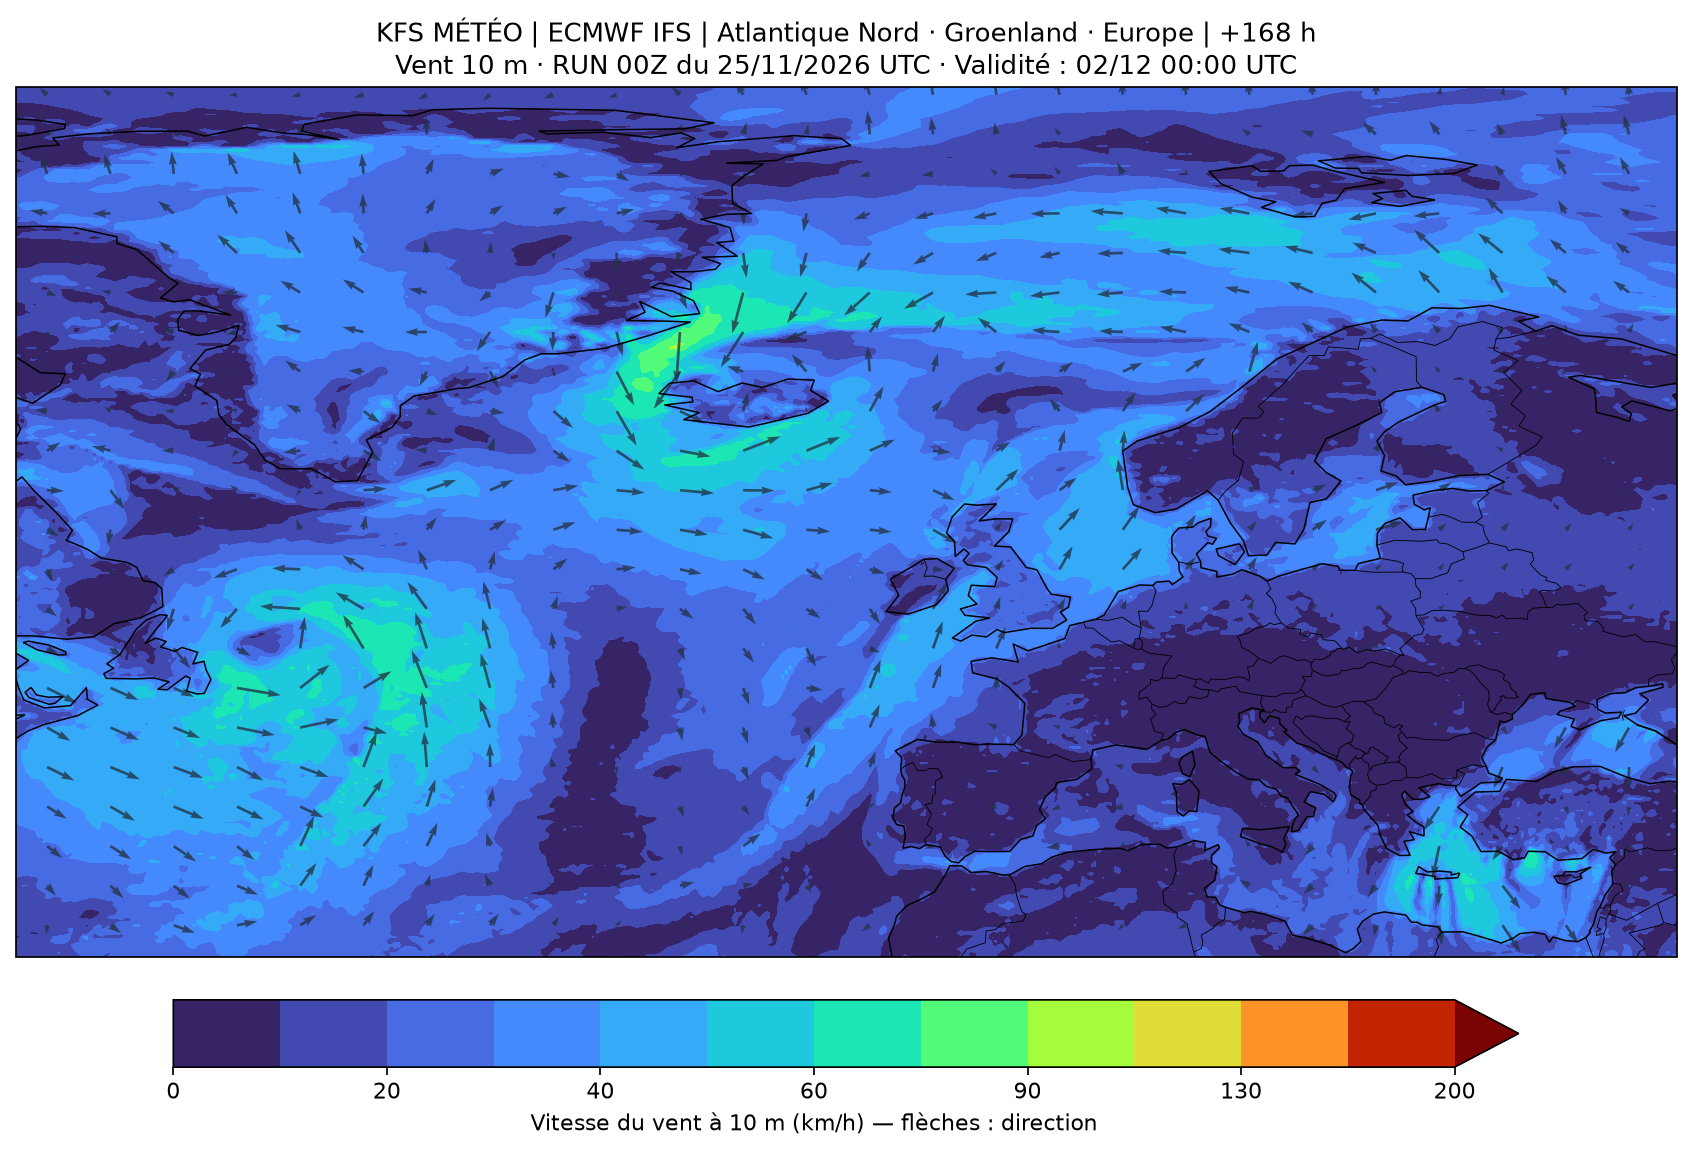 KFS MÉTÉO | ECMWF IFS | Atlantique Nord · Groenland · Europe | +168 h
Vent 10 m · RUN 00Z du 25/11/2026 UTC · Validité : 02/12 00:00 UTC
0 20 40 60 90 130 200
Vitesse du vent à 10 m (km/h) — flèches : direction